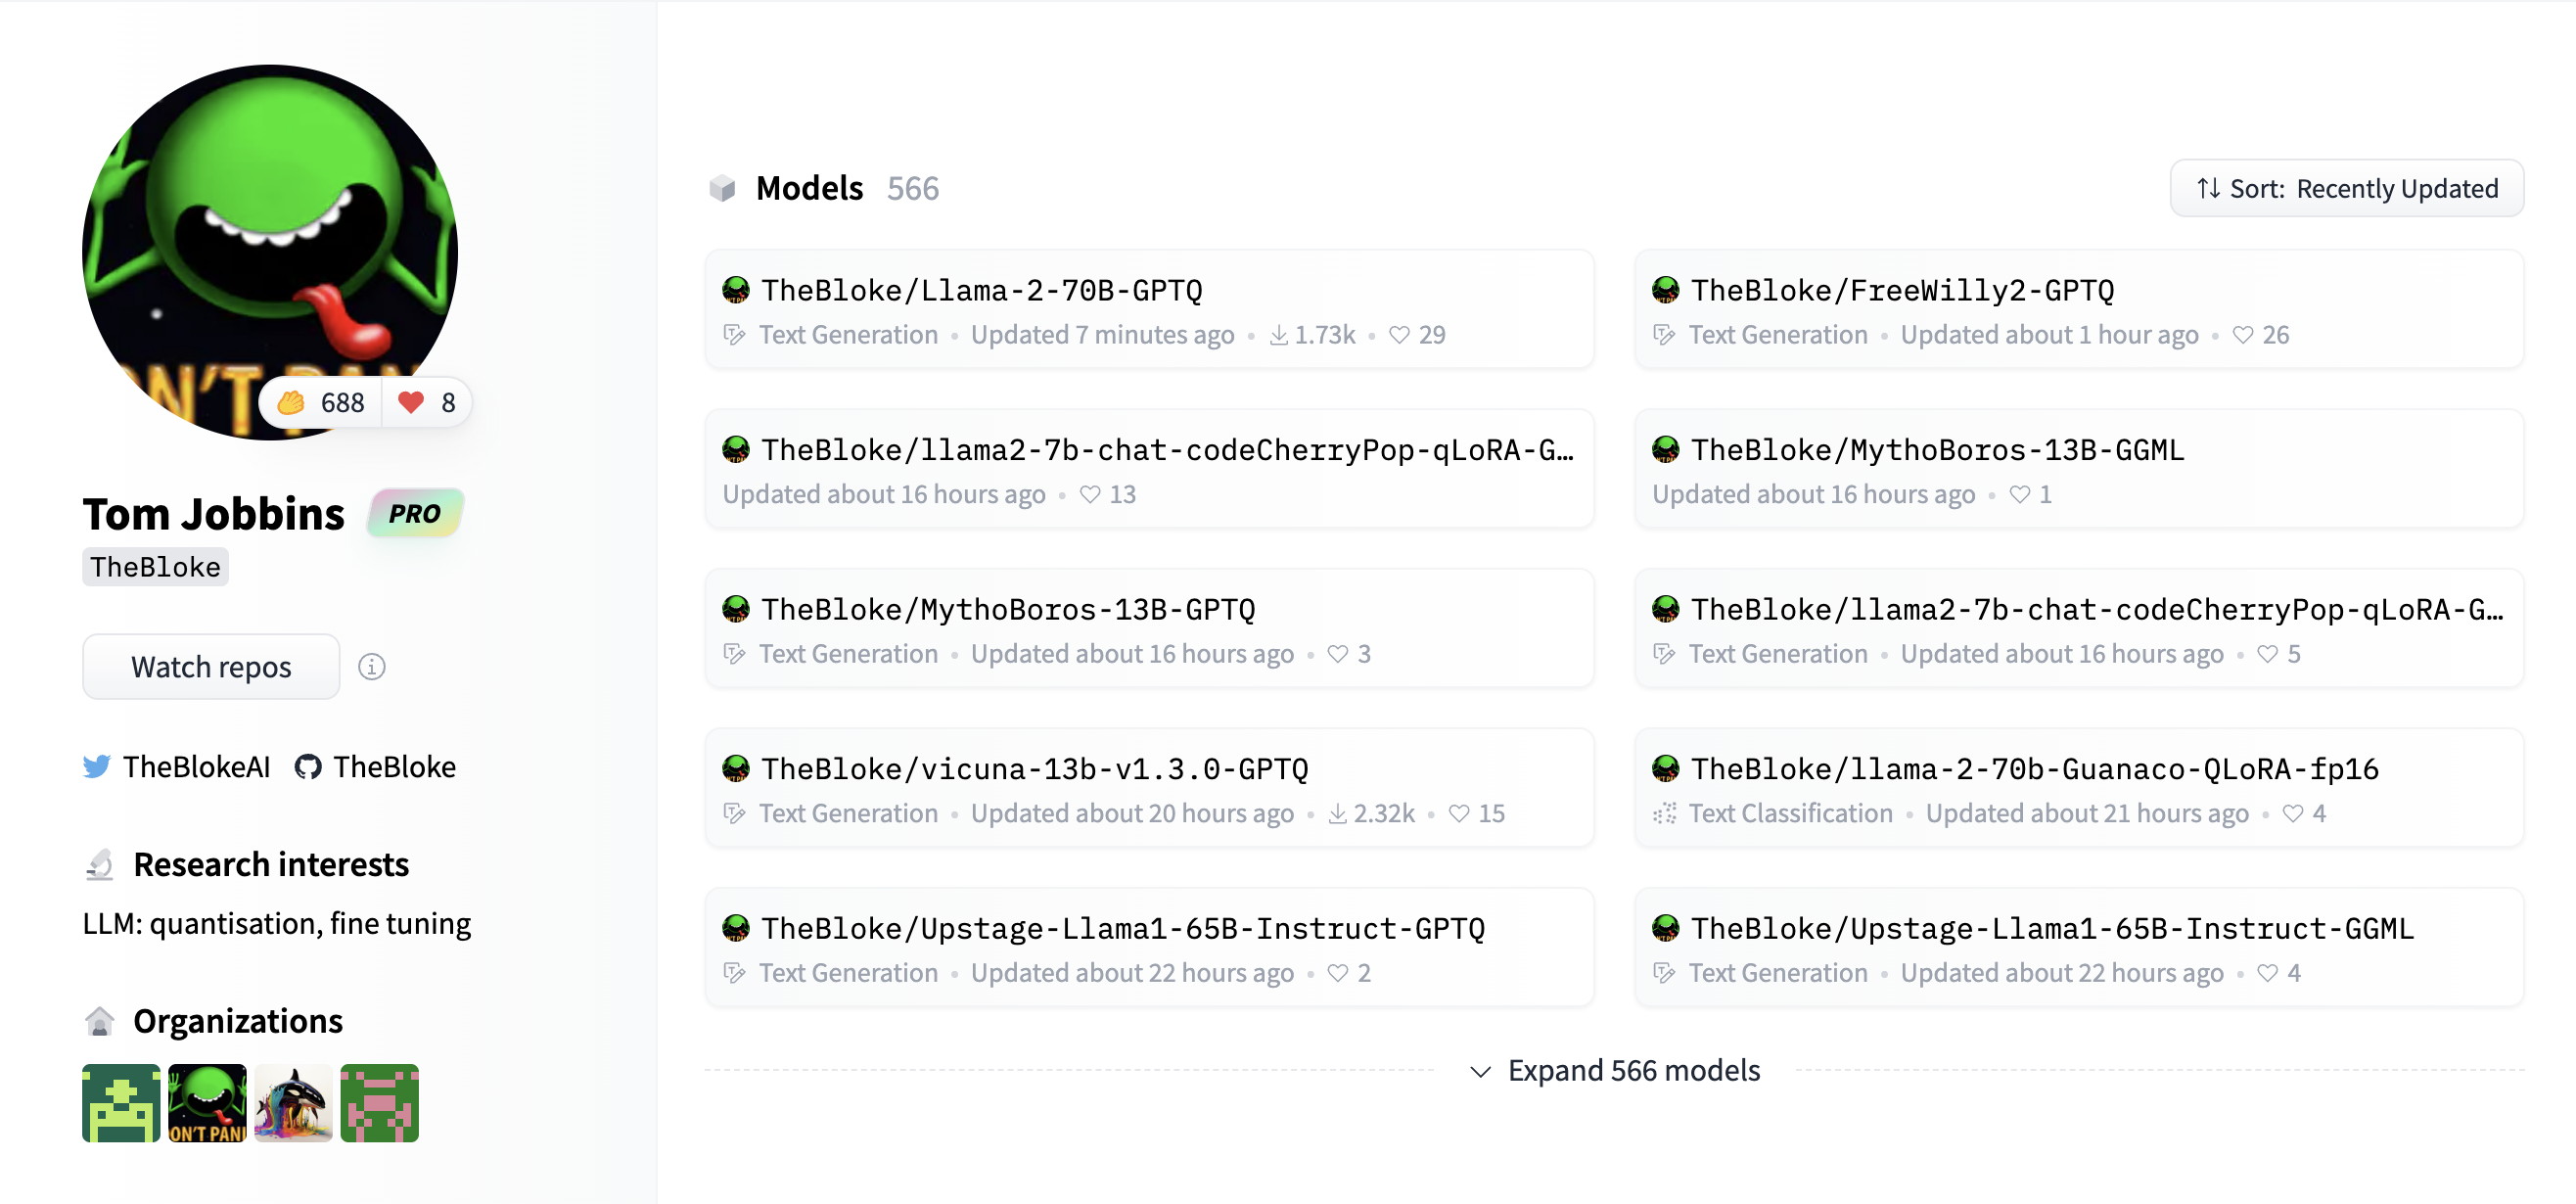 ON'T PAN
688 8
Tom Jobbins PRO
TheBloke
Watch repos
TheBlokeAI TheBloke
Research interests
LLM: quantisation, fine tuning
Organizations
ON'T PANI
Models 566
Sort: Recently Updated
TheBloke/Llama-2-70B-GPTQ
Text Generation • Updated 7 minutes ago • 1.73k • 29
TheBloke/FreeWilly2-GPTQ
Text Generation • Updated about 1 hour ago • 26
TheBloke/llama2-7b-chat-codeCherryPop-qLoRA-G…
Updated about 16 hours ago • 13
TheBloke/MythoBoros-13B-GGML
Updated about 16 hours ago • 1
TheBloke/MythoBoros-13B-GPTQ
Text Generation • Updated about 16 hours ago • 3
TheBloke/llama2-7b-chat-codeCherryPop-qLoRA-G…
Text Generation • Updated about 16 hours ago • 5
TheBloke/vicuna-13b-v1.3.0-GPTQ
Text Generation • Updated about 20 hours ago • 2.32k • 15
TheBloke/llama-2-70b-Guanaco-QLoRA-fp16
Text Classification • Updated about 21 hours ago • 4
TheBloke/Upstage-Llama1-65B-Instruct-GPTQ
Text Generation • Updated about 22 hours ago • 2
TheBloke/Upstage-Llama1-65B-Instruct-GGML
Text Generation • Updated about 22 hours ago • 4
Expand 566 models